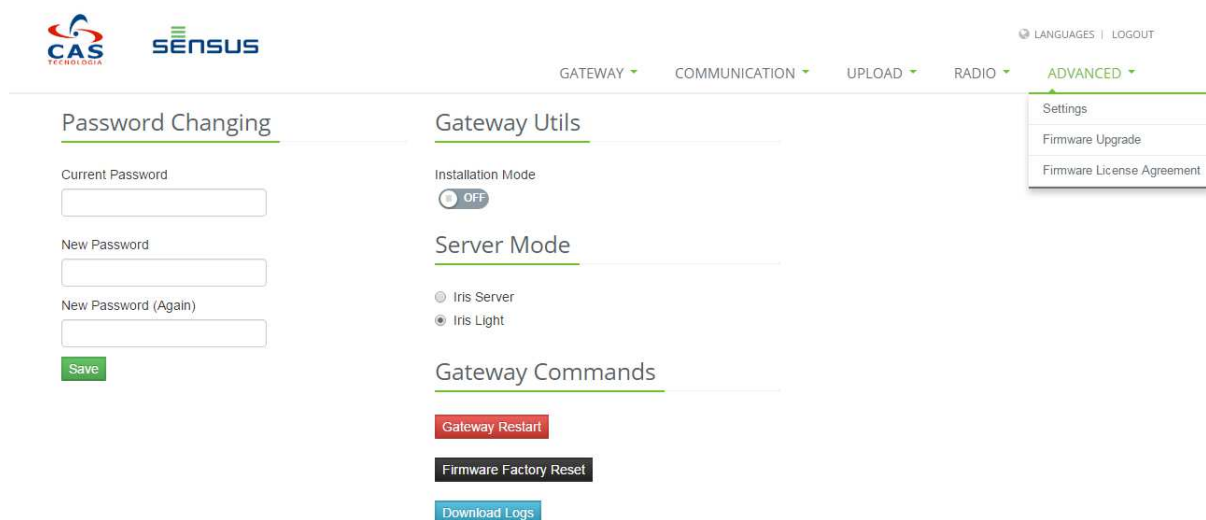 CAS
TECNOLOGIA
sensus
LANGUAGES | LOGOUT
GATEWAY COMMUNICATION UPLOAD RADIO ADVANCED
Settings
Firmware Upgrade
Firmware License Agreement
Password Changing
Current Password
New Password
New Password (Again)
Save
Gateway Utils
Installation Mode
OFF
Server Mode
Iris Server
Iris Light
Gateway Commands
Gateway Restart
Firmware Factory Reset
Download Logs